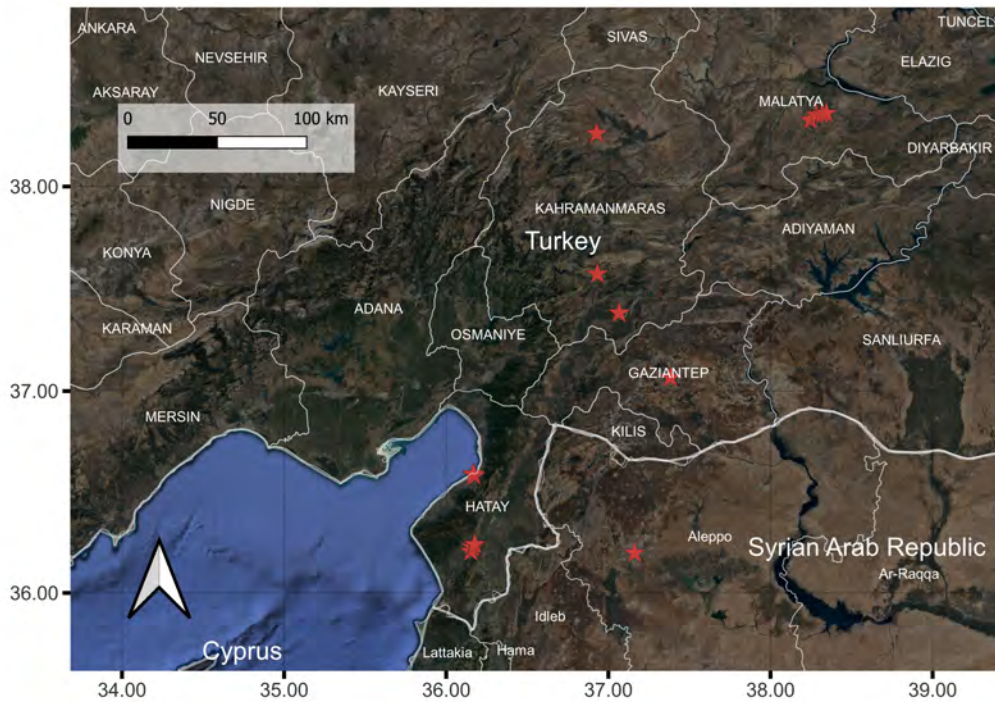 ANKARA
SIVAS
TUNCEL
NEVSEHIR
ELAZIG
AKSARAY
KAYSERI
MALATYA
0 50 100 km
DIYARBAKIR
38.00
NIGDE
KAHRAMANMARAS
ADIYAMAN
KONYA
Turkey
ADANA
KARAMAN
OSMANIYE
SANLIURFA
37.00
GAZIANTEP
MERSIN
KILIS
HATAY
Aleppo
Syrian Arab Republic
Ar-Raqqa
36.00
Idleb
Cyprus
Lattakia
Hama
34.00 35.00 36.00 37.00 38.00 39.00